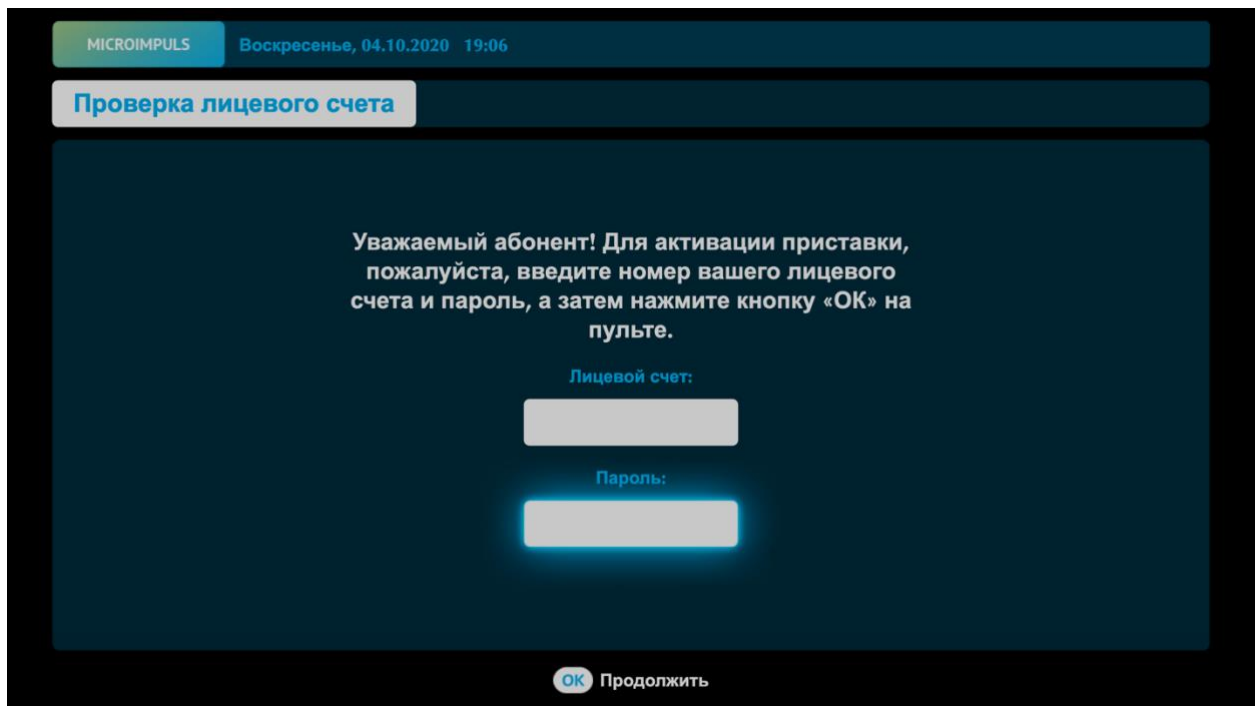 MICROIMPULS
Воскресенье, 04.10.2020 19:06
Проверка лицевого счета
Уважаемый абонент! Для активации приставки,
пожалуйста, введите номер вашего лицевого
счета и пароль, а затем нажмите кнопку «ОК» на
пульте.
Лицевой счет:
Пароль:
ОК Продолжить